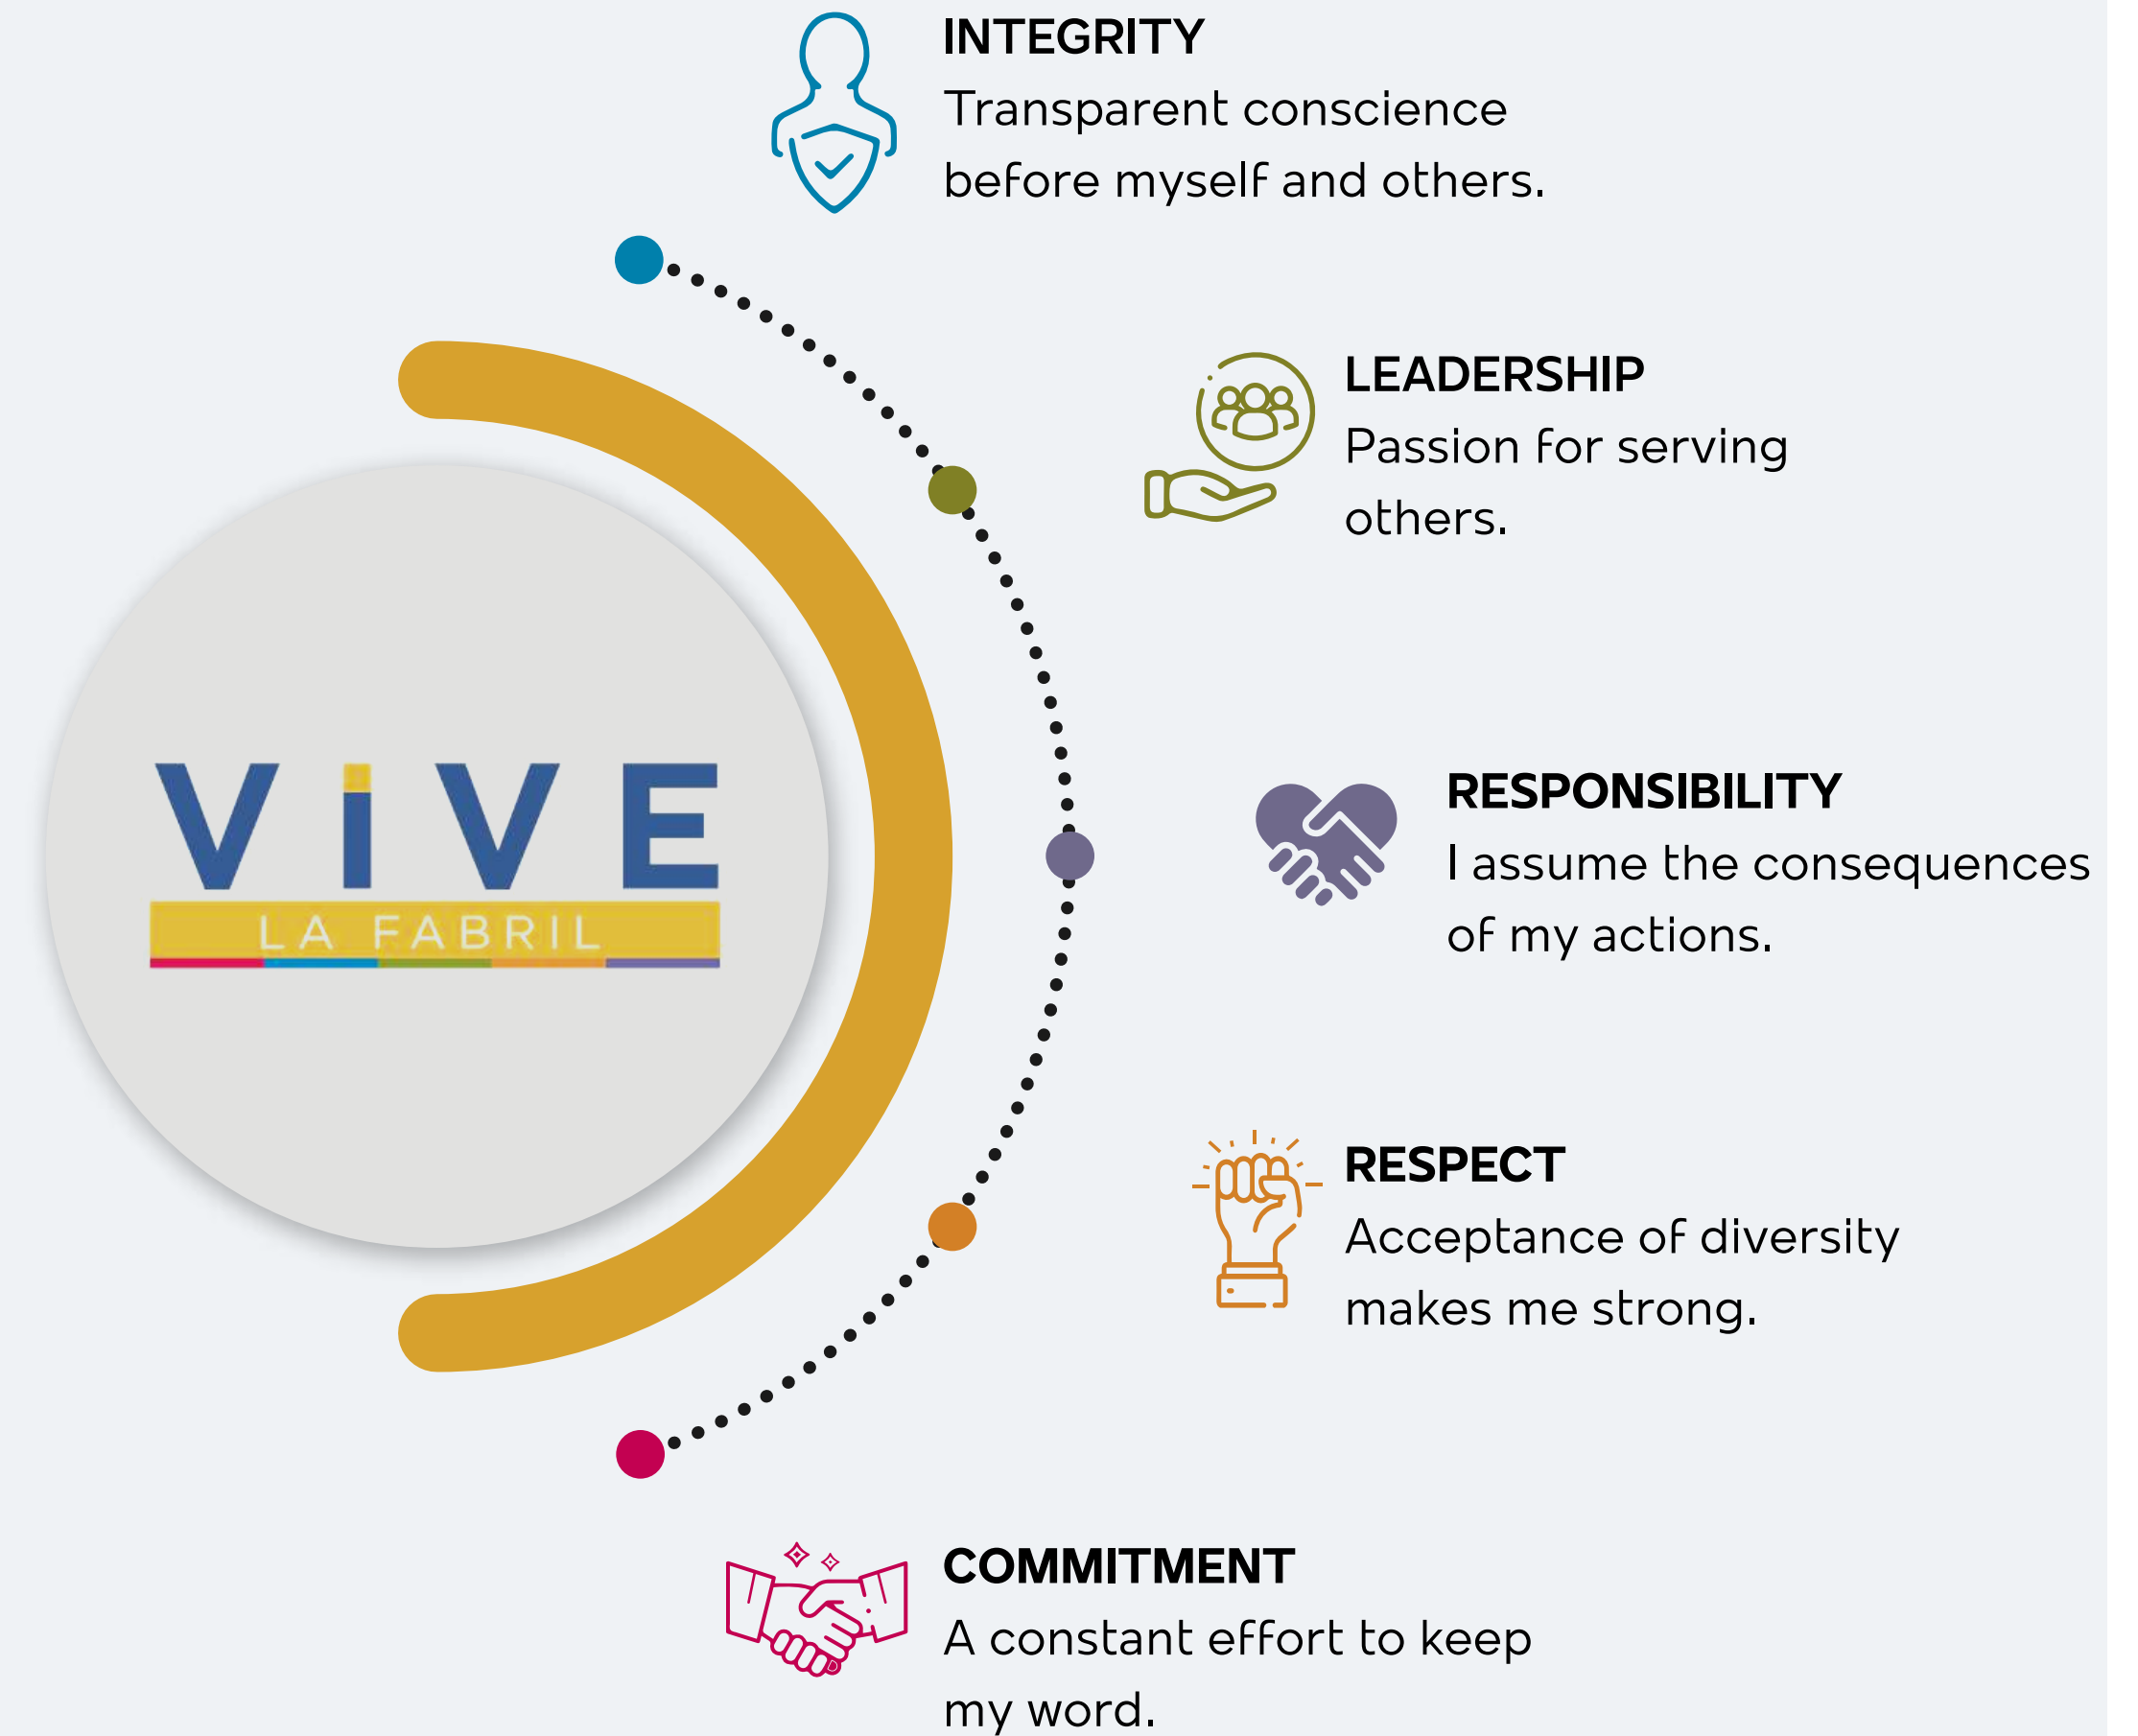 INTEGRITY
Transparent conscience
before myself and others.
LEADERSHIP
Passion for serving
others.
ViVE
LA FABRIL
RESPONSIBILITY
I assume the consequences
of my actions.
RESPECT
Acceptance of diversity
makes me strong.
COMMITMENT
A constant effort to keep
my word.